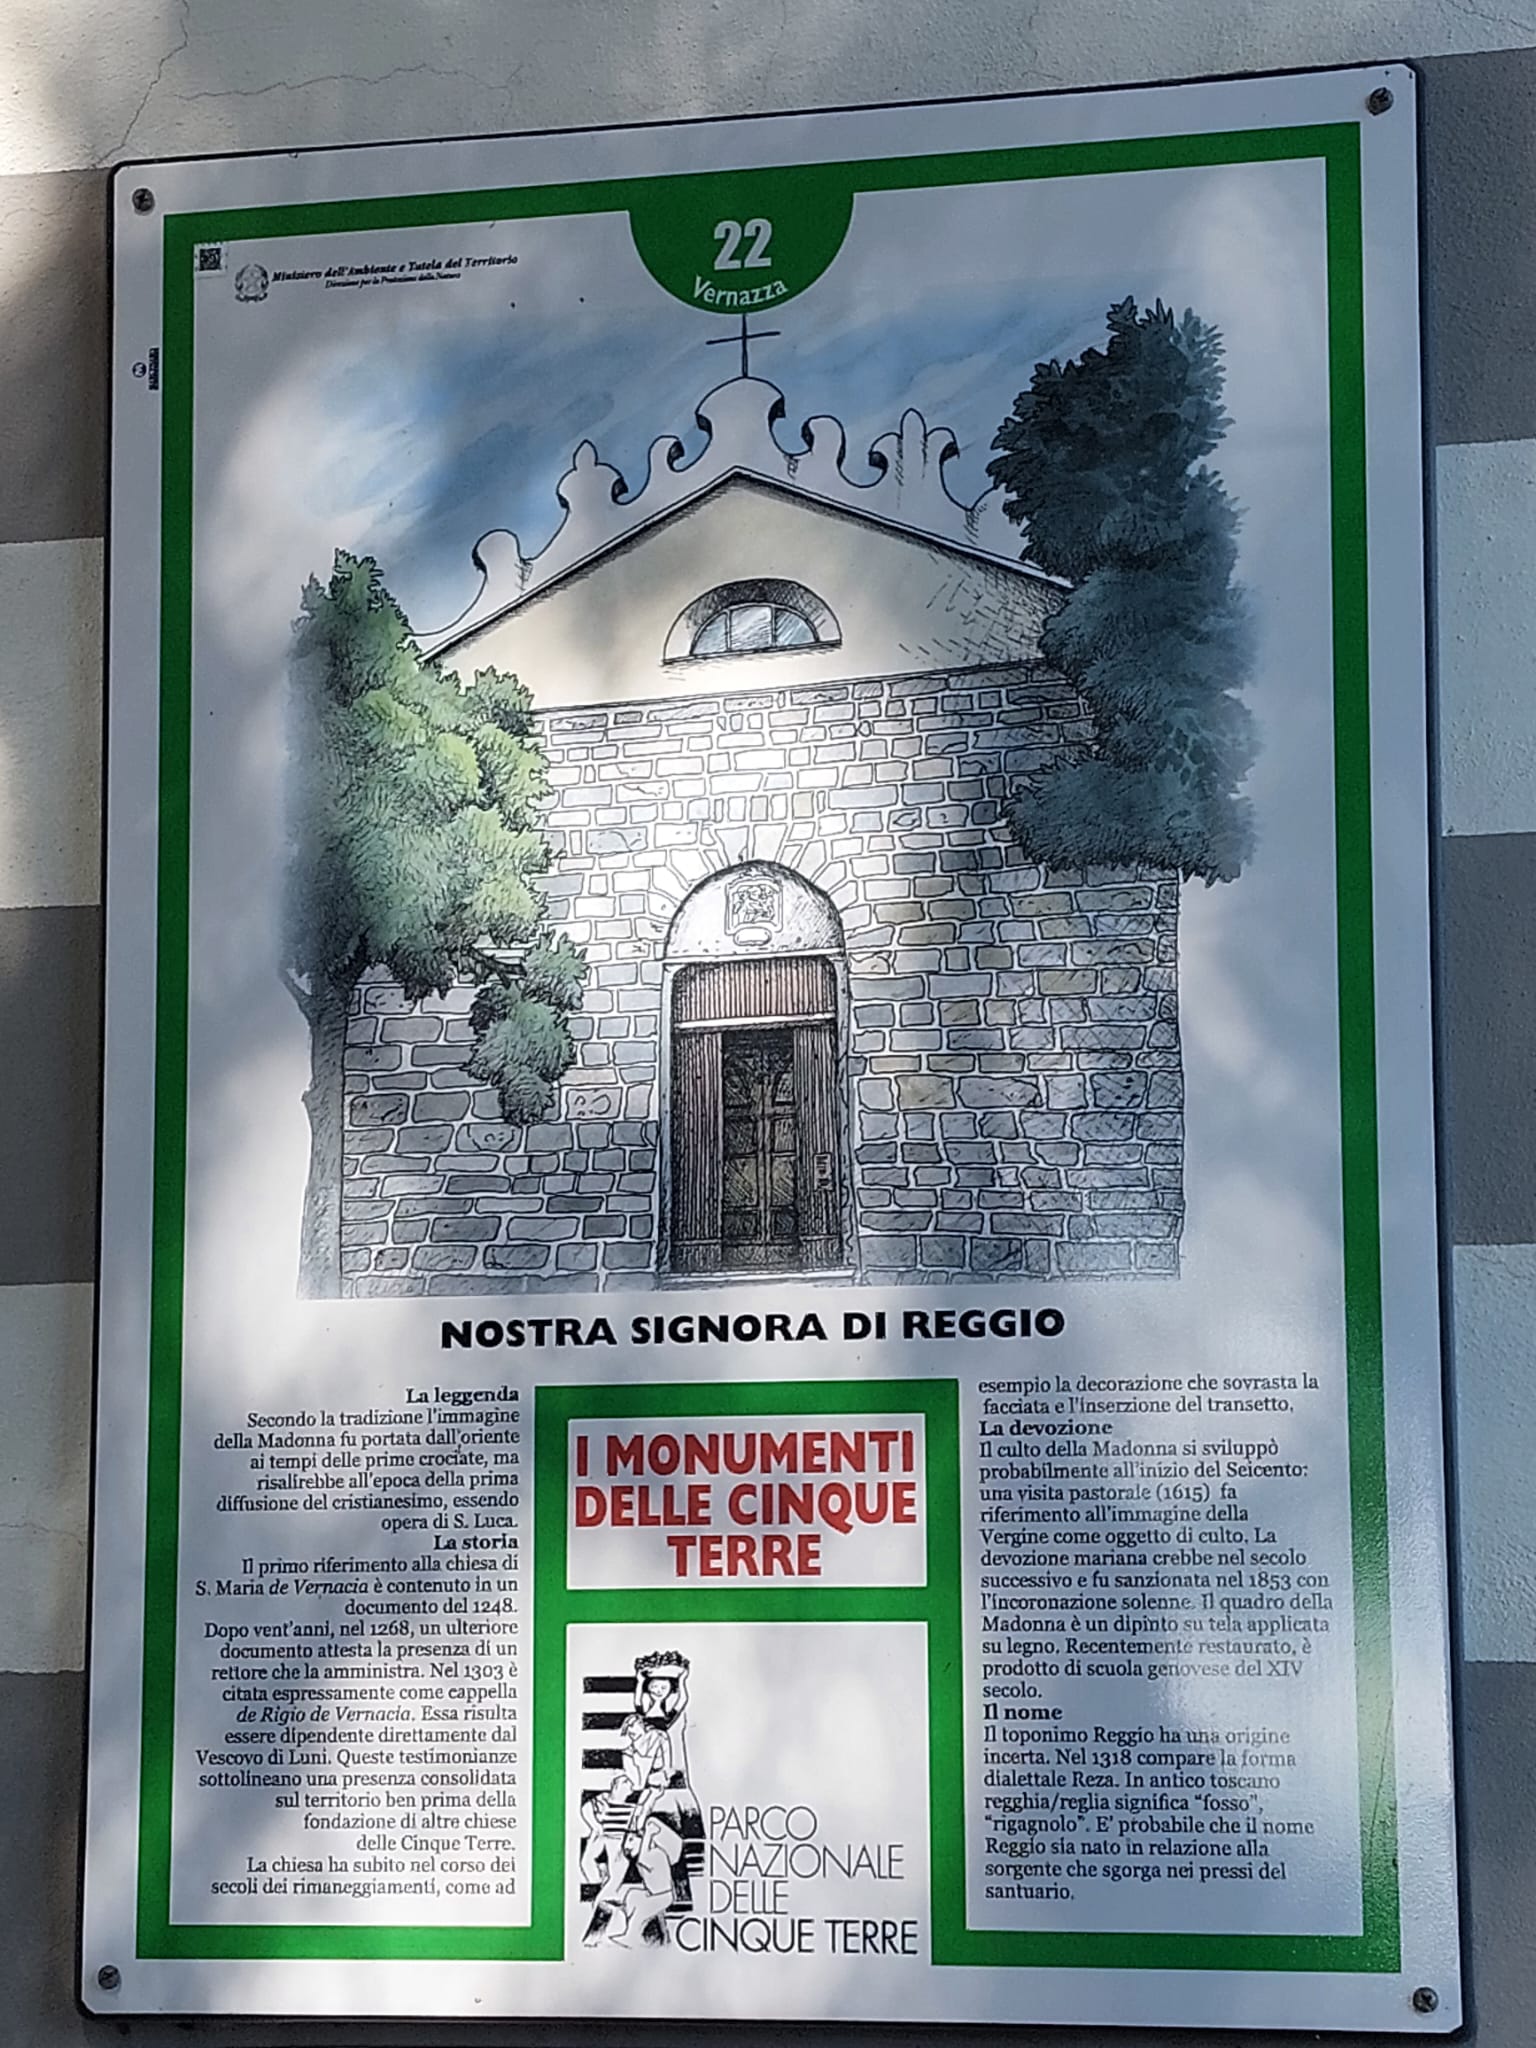 22
Vernazza
Ministero dell'Ambiente e Tutela del Territorio
Direzione per la Protezione della Natura
NOSTRA SIGNORA DI REGGIO
La leggenda
Secondo la tradizione l'immagine
della Madonna fu portata dall'oriente
ai tempi delle prime crociate, ma
risalirebbe all'epoca della prima
diffusione del cristianesimo, essendo
opera di S. Luca.
La storia
Il primo riferimento alla chiesa di
S. Maria de Vernacia è contenuto in un
documento del 1248.
Dopo vent'anni, nel 1268, un ulteriore
documento attesta la presenza di un
rettore che la amministra. Nel 1303 è
citata espressamente come cappella
de Rigio de Vernacia. Essa risulta
essere dipendente direttamente dal
Vescovo di Luni. Queste testimonianze
sottolineano una presenza consolidata
sul territorio ben prima della
fondazione di altre chiese
delle Cinque Terre.
La chiesa ha subito nel corso dei
secoli dei rimaneggiamenti, come ad
I MONUMENTI
DELLE CINQUE
TERRE
PARCO
NAZIONALE
DELLE
CINQUE TERRE
esempio la decorazione che sovrasta la
facciata e l'inserzione del transetto.
La devozione
Il culto della Madonna si sviluppò
probabilmente all'inizio del Seicento:
una visita pastorale (1615) fa
riferimento all'immagine della
Vergine come oggetto di culto. La
devozione mariana crebbe nel secolo
successivo e fu sanzionata nel 1853 con
l'incoronazione solenne. Il quadro della
Madonna è un dipinto su tela applicata
su legno. Recentemente restaurato, è
prodotto di scuola genovese del XIV
secolo.
Il nome
Il toponimo Reggio ha una origine
incerta. Nel 1318 compare la forma
dialettale Reza. In antico toscano
regghia/reglia significa "fosso",
"rigagnolo". E' probabile che il nome
Reggio sia nato in relazione alla
sorgente che sgorga nei pressi del
santuario.